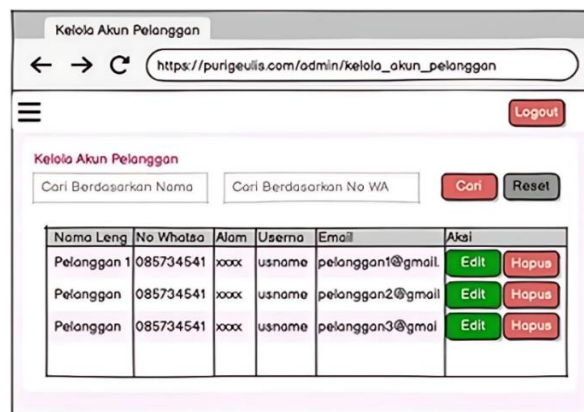 Kelola Akun Pelanggan
https://purigeulis.com/admin/kelola_akun_pelanggan
Logout
Kelola Akun Pelanggan
Cari Berdasarkan Nama Cari Berdasarkan No WA Cari Reset
Nama Leng No Whatsa Alam Userna Email Aksi
Pelanggan 1 085734541 xxxx usname pelanggan1@gmail. Edit Hapus
Pelanggan 085734541 xxxx usname pelanggan2@gmail Edit Hapus
Pelanggan 085734541 xxxx usname pelanggan3@gmai Edit Hapus